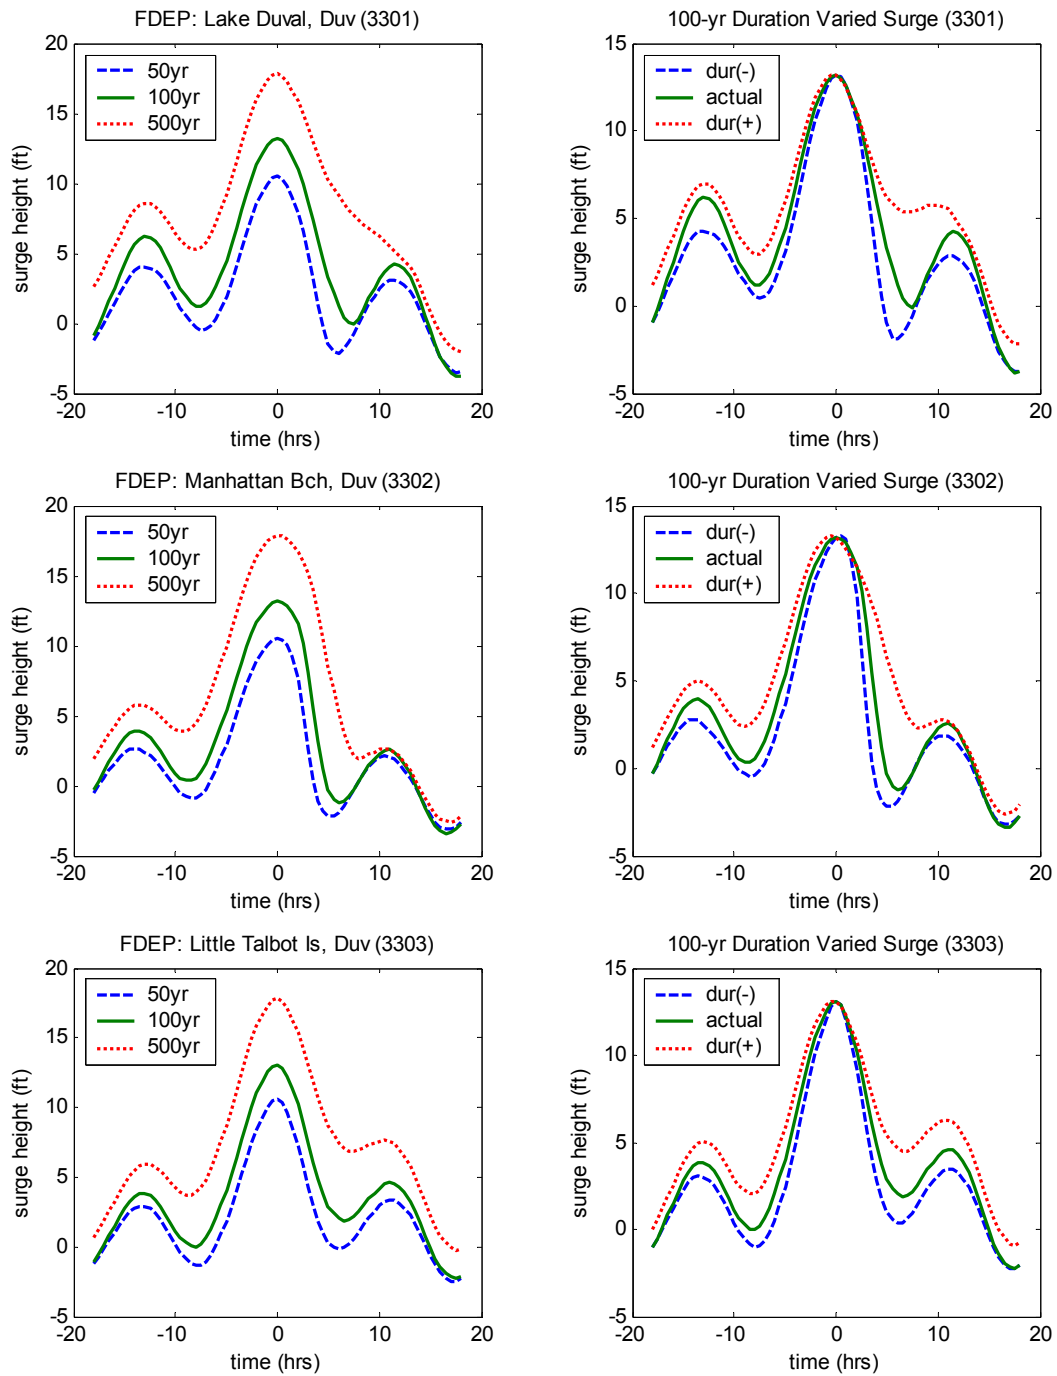 FDEP: Lake Duval, Duv (3301)
20
15
10
5
0
-5
surge height (ft)
50yr
100yr
500yr
-20
-10
0
10
20
time (hrs)
100-yr Duration Varied Surge (3301)
15
10
5
0
-5
surge height (ft)
dur(-)
actual
dur(+)
-20
-10
0
10
20
time (hrs)
FDEP: Manhattan Bch, Duv (3302)
20
15
10
5
0
-5
surge height (ft)
50yr
100yr
500yr
-20
-10
0
10
20
time (hrs)
100-yr Duration Varied Surge (3302)
15
10
5
0
-5
surge height (ft)
dur(-)
actual
dur(+)
-20
-10
0
10
20
time (hrs)
FDEP: Little Talbot Is, Duv (3303)
20
15
10
5
0
-5
surge height (ft)
50yr
100yr
500yr
-20
-10
0
10
20
time (hrs)
100-yr Duration Varied Surge (3303)
15
10
5
0
-5
surge height (ft)
dur(-)
actual
dur(+)
-20
-10
0
10
20
time (hrs)